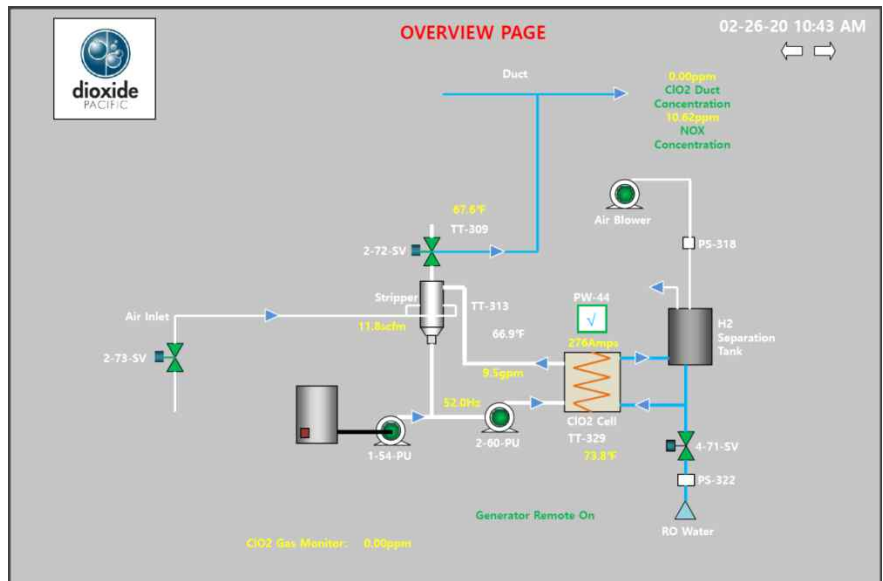 OVERVIEW PAGE
02-26-20 10:43 AM
dioxide
PACIFIC
Duct
0.00ppm
ClO2 Duct
Concentration
10.62ppm
NOX
Concentration
Air Blower
67.6°F
TT-309
2-72-SV
PS-318
Stripper
TT-313
PW-44
Air Inlet
11.8scfm
66.9°F
√
H2
Separation
Tank
276Amps
2-73-SV
9.5gpm
52.0Hz
ClO2 Cell
1-54-PU
2-60-PU
TT-329
73.8°F
4-71-SV
PS-322
Generator Remote On
RO Water
ClO2 Gas Monitor: 0.00ppm